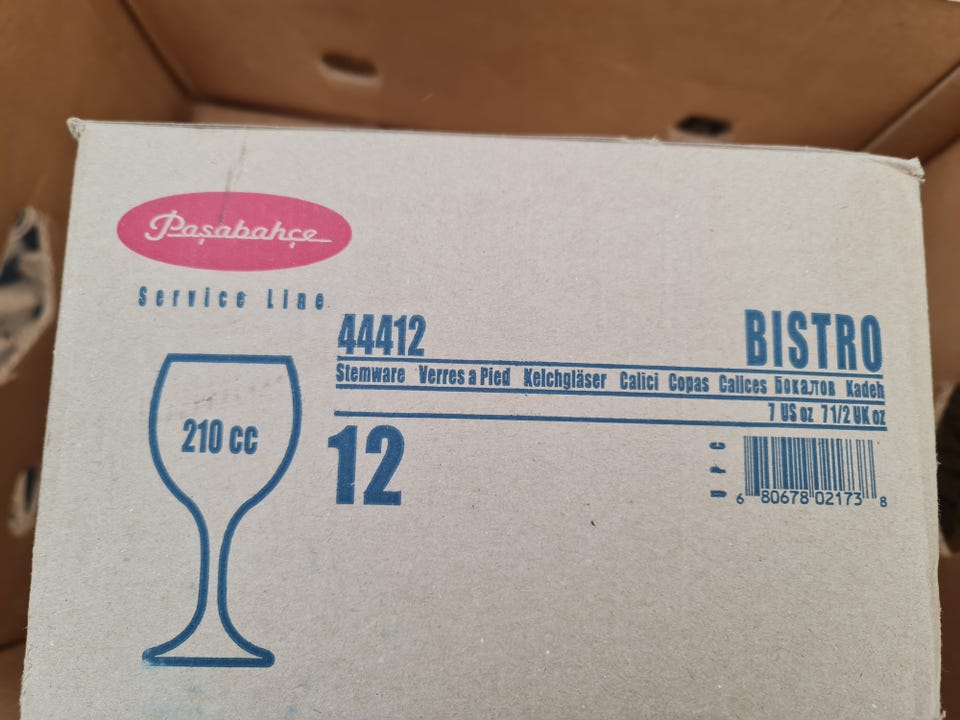 Paşabahçe
Service Line
44412 BISTRO
Stemware Verres a Pied Kelchgläser Calici Copas Calices Бокалов Kadeh
7 US oz 7 1/2 UK oz
210 cc
12
UPC
6 80678 02173 8